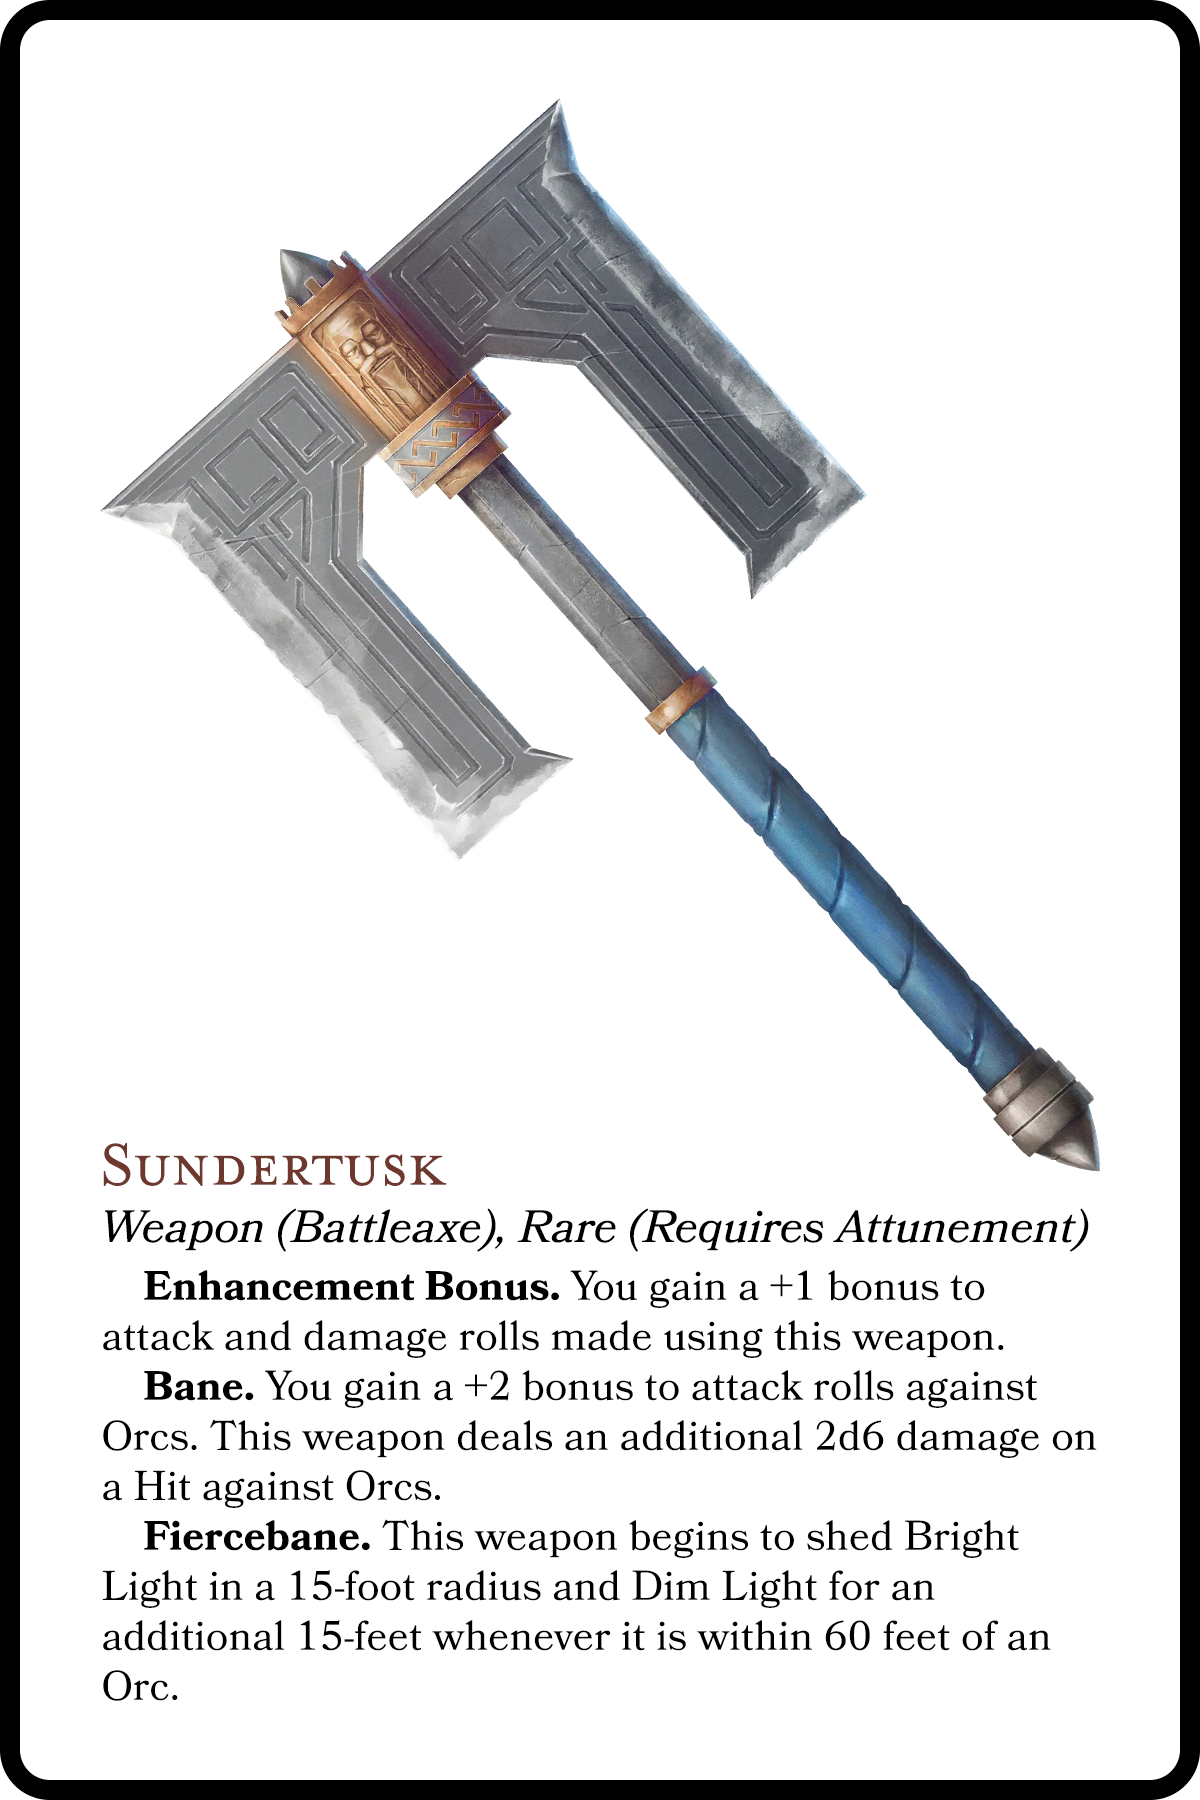 Sundertusk
Weapon (Battleaxe), Rare (Requires Attunement)
Enhancement Bonus. You gain a +1 bonus to
attack and damage rolls made using this weapon.
Bane. You gain a +2 bonus to attack rolls against
Orcs. This weapon deals an additional 2d6 damage on
a Hit against Orcs.
Fiercebane. This weapon begins to shed Bright
Light in a 15-foot radius and Dim Light for an
additional 15-feet whenever it is within 60 feet of an
Orc.